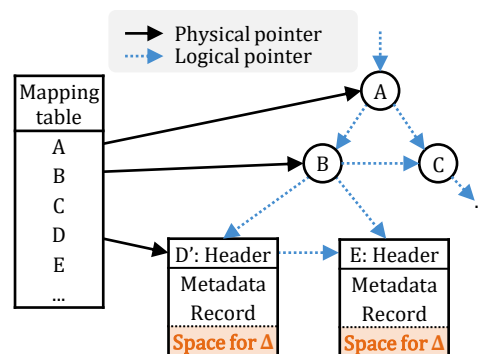 Physical pointer
Logical pointer
Mapping
table
A
B
C
D
E
...
A
B
C
D': Header
Metadata
Record
Space for Δ
E: Header
Metadata
Record
Space for Δ